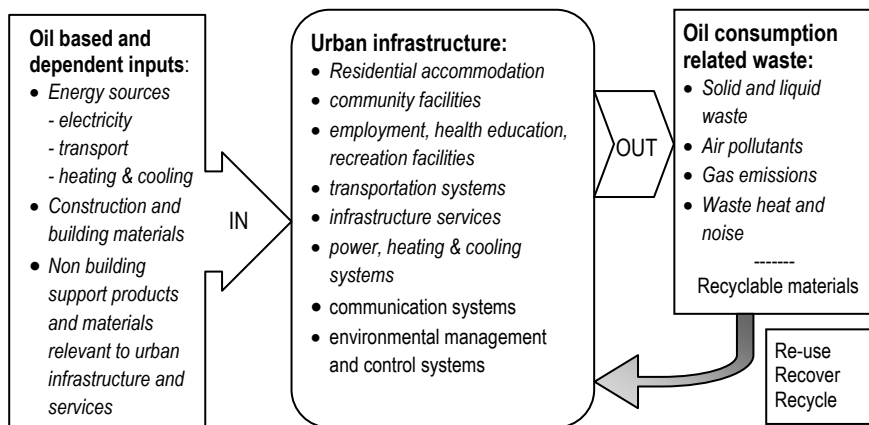 Oil based and
dependent inputs:
• Energy sources
- electricity
- transport
- heating & cooling
• Construction and
building materials
• Non building
support products
and materials
relevant to urban
infrastructure and
services
IN
Urban infrastructure:
• Residential accommodation
• community facilities
• employment, health education,
recreation facilities
• transportation systems
• infrastructure services
• power, heating & cooling
systems
• communication systems
• environmental management
and control systems
OUT
Oil consumption
related waste:
• Solid and liquid
waste
• Air pollutants
• Gas emissions
• Waste heat and
noise
-------
Recyclable materials
Re-use
Recover
Recycle